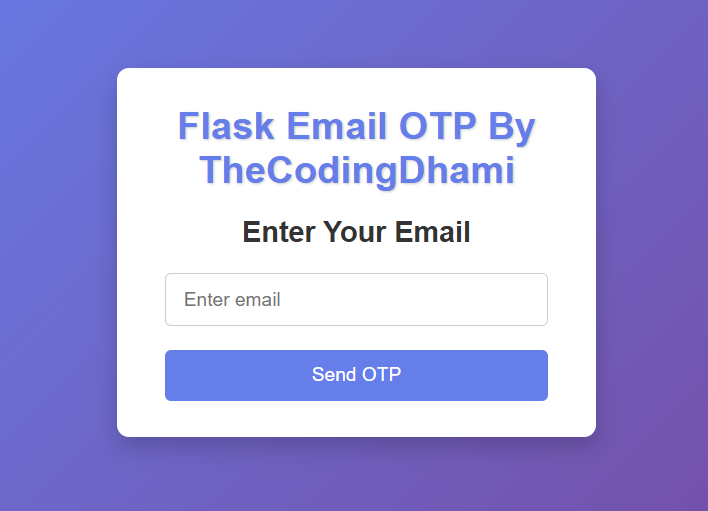 Flask Email OTP By
TheCodingDhami
Enter Your Email
Enter email
Send OTP